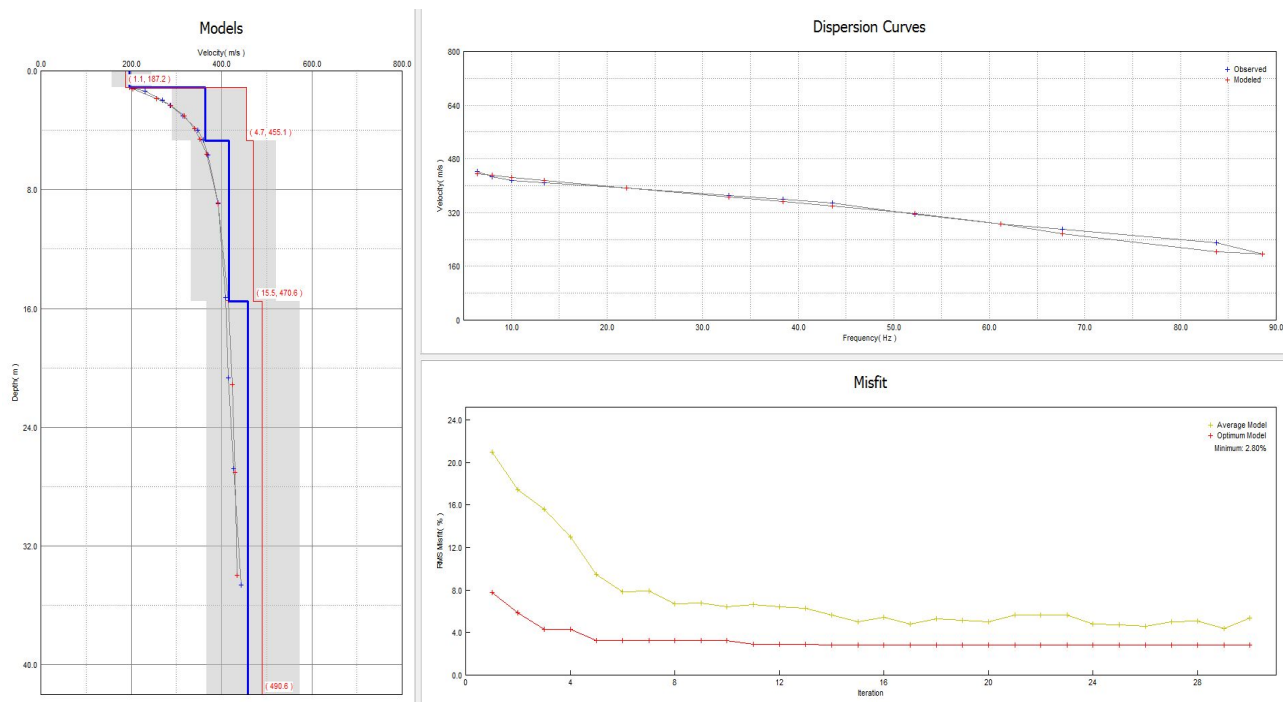 Models
Velocity( m/s )
0.0 200.0 400.0 600.0 800.0
0.0
8.0
16.0
24.0
32.0
40.0
Depth( m )
( 1.1, 187.2 )
( 4.7, 455.1 )
( 15.5, 470.6 )
( 490.6 )
Dispersion Curves
800
640
480
320
160
0
Velocity( m/s )
Observed
Modeled
10.0 20.0 30.0 40.0 50.0 60.0 70.0 80.0 90.0
Frequency( Hz )
Misfit
24.0
20.0
16.0
12.0
8.0
4.0
0.0
RMS Misfit( % )
Average Model
Optimum Model
Minimum: 2.80%
0 4 8 12 16 20 24 28
Iteration